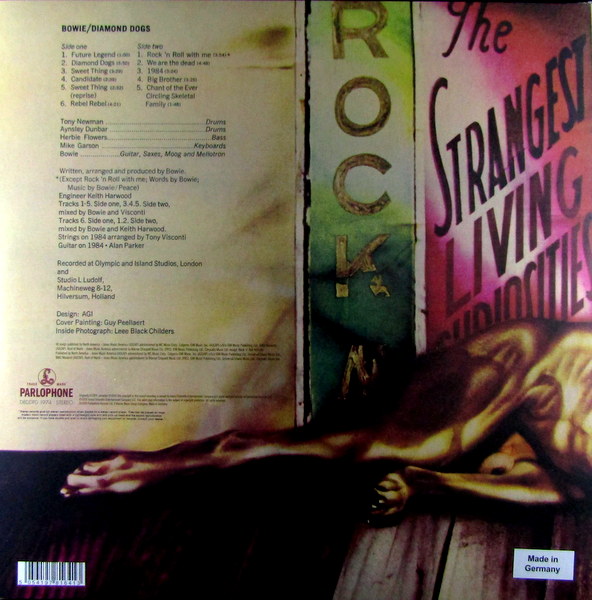 BOWIE/DIAMOND DOGS
Side one
1. Future Legend
2. Diamond Dogs
3. Sweet Thing
4. Candidate
5. Sweet Thing
(reprise)
6. Rebel Rebel
Side two
1. Rock 'n Roll with me
2. We are the dead
3. 1984
4. Big Brother
5. Chant of the Ever
Circling Skeletal
Family
Tony Newman Drums
Aynsley Dunbar Drums
Herbie Flowers Bass
Mike Garson Keyboards
Bowie Guitar, Saxes, Moog and Mellotron
Written, arranged and produced by Bowie.
*(Except Rock 'n Roll with me; Words by Bowie;
Music by Bowie/Peace)
Engineer Keith Harwood
Tracks 1-5. Side one, 3.4.5. Side two,
mixed by Bowie and Visconti
Tracks 6. Side one, 1.2. Side two,
mixed by Bowie and Keith Harwood.
Strings on 1984 arranged by Tony Visconti
Guitar on 1984 • Alan Parker
Recorded at Olympic and Island Studios, London
and
Studio L Ludolf,
Machineweg 8-12,
Hilversum, Holland
Design: AGI
Cover Painting: Guy Peellaert
Inside Photograph: Leee Black Childers
TRADE MARK
PARLOPHONE
ROCK N
The
STRANGEST
LIVING
CURIOSITIES
Made in
Germany